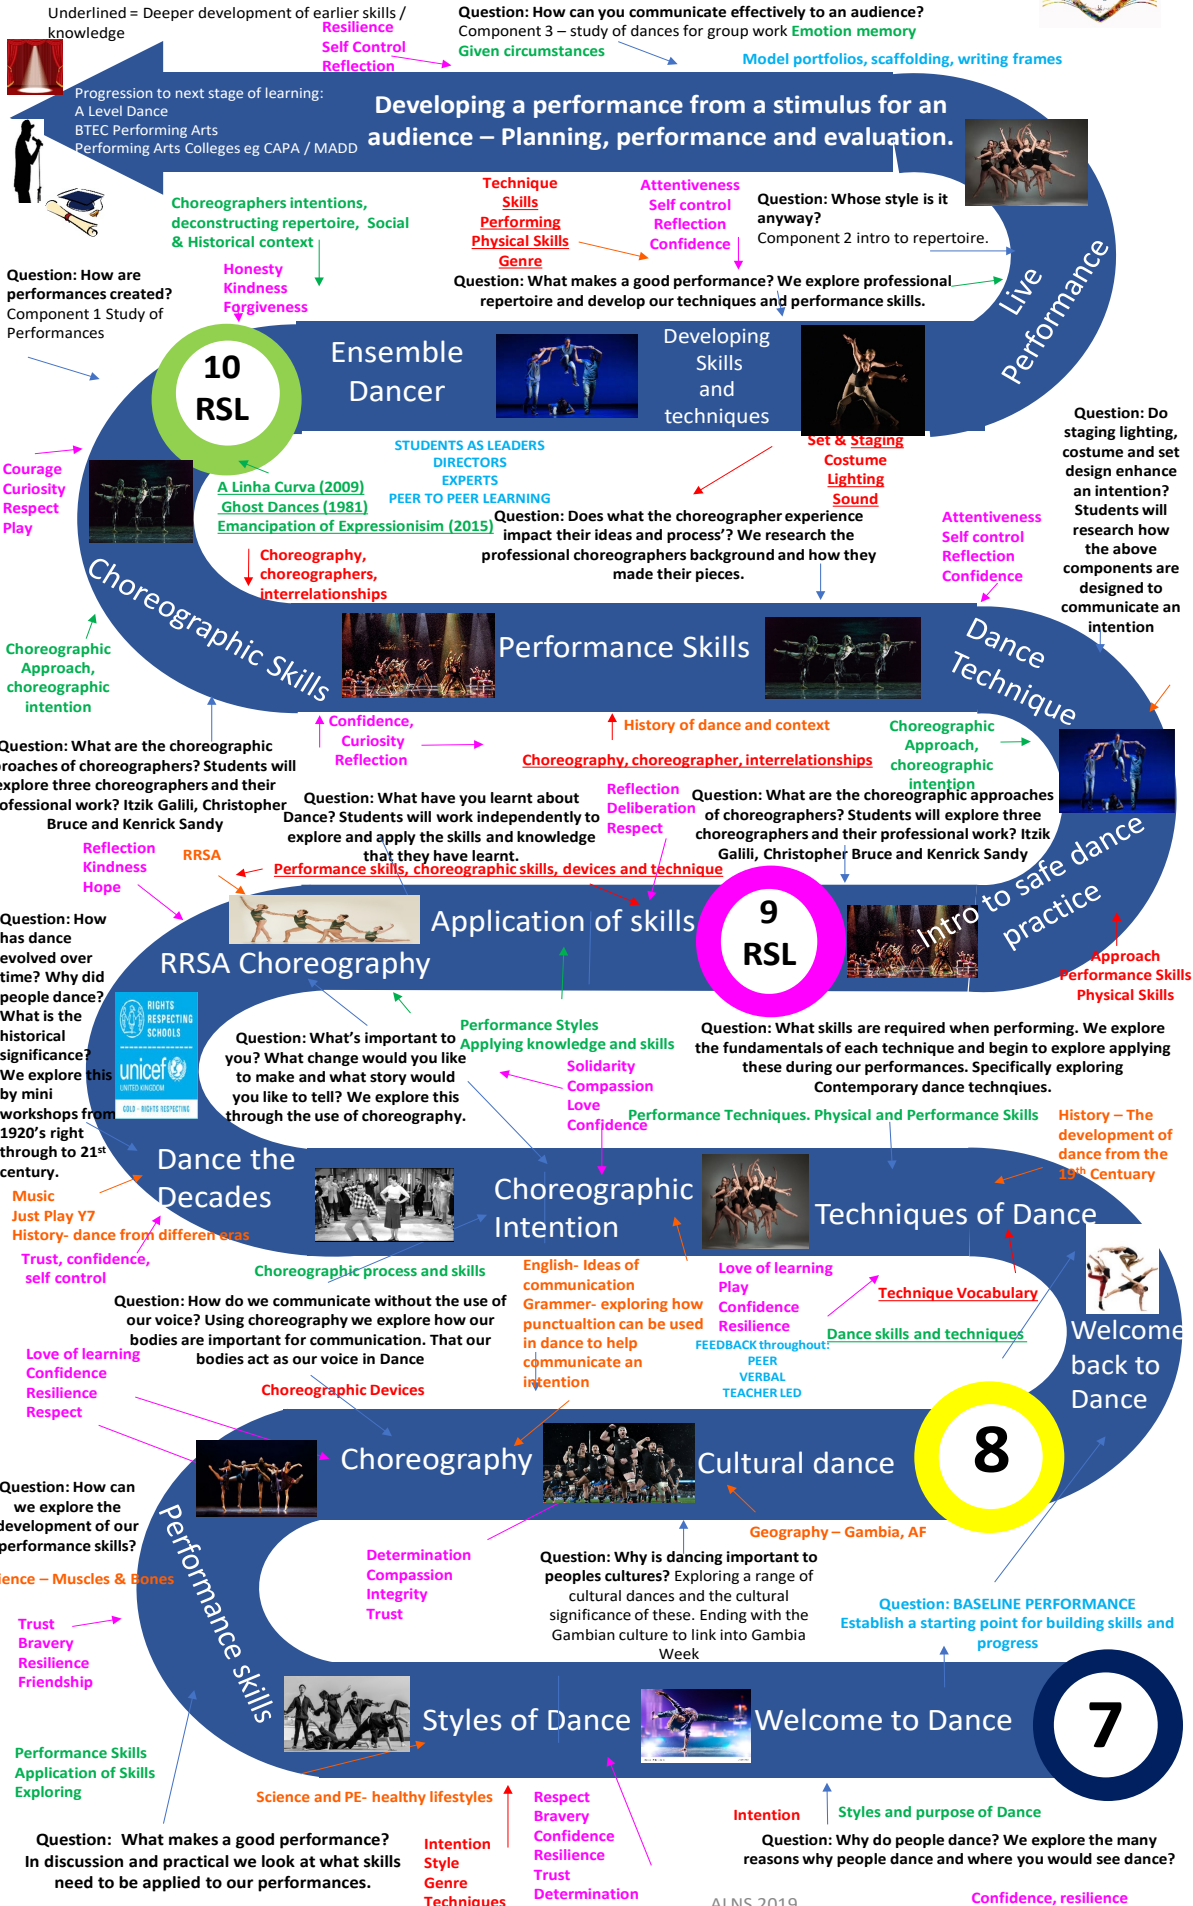 Underlined = Deeper development of earlier skills /
knowledge
Resilience
Self Control
Reflection
Question: How can you communicate effectively to an audience?
Component 3 – study of dances for group work Emotion memory
Given circumstances
Model portfolios, scaffolding, writing frames
Progression to next stage of learning:
A Level Dance
BTEC Performing Arts
Performing Arts Colleges eg CAPA / MADD
Developing a performance from a stimulus for an
audience – Planning, performance and evaluation.
Choreographers intentions,
deconstructing repertoire, Social
& Historical context
Technique
Skills
Performing
Physical Skills
Genre
Attentiveness
Self control
Reflection
Confidence
Question: Whose style is it
anyway?
Component 2 intro to repertoire.
Live
Performance
Question: How are
performances created?
Component 1 Study of
Performances
Honesty
Kindness
Forgiveness
Question: What makes a good performance? We explore professional
repertoire and develop our techniques and performance skills.
10
RSL
Ensemble
Dancer
Developing
Skills
and
techniques
Question: Do
staging lighting,
costume and set
design enhance
an intention?
Students will
research how
the above
components are
designed to
communicate an
intention
Courage
Curiosity
Respect
Play
STUDENTS AS LEADERS
DIRECTORS
EXPERTS
PEER TO PEER LEARNING
Set & Staging
Costume
Lighting
Sound
A Linha Curva (2009)
Ghost Dances (1981)
Emancipation of Expressionisim (2015)
Question: Does what the choreographer experience
impact their ideas and process’? We research the
professional choreographers background and how they
made their pieces.
Attentiveness
Self control
Reflection
Confidence
Choreography,
choreographers,
interrelationships
Choreographic Skills
Performance Skills
Dance
Technique
Choreographic
Approach,
choreographic
intention
Confidence,
Curiosity
Reflection
History of dance and context
Choreography, choreographer, interrelationships
Choreographic
Approach,
choreographic
intention
Question: What are the choreographic
roaches of choreographers? Students will
explore three choreographers and their
ofessional work? Itzik Galili, Christopher
Bruce and Kenrick Sandy
Question: What have you learnt about
Dance? Students will work independently to
explore and apply the skills and knowledge
that they have learnt.
Reflection
Deliberation
Respect
Question: What are the choreographic approaches
of choreographers? Students will explore three
choreographers and their professional work? Itzik
Galili, Christopher Bruce and Kenrick Sandy
Reflection
Kindness
Hope
RRSA
Performance skills, choreographic skills, devices and technique
Intro to safe dance
practice
9
RSL
Application of skills
RRSA Choreography
Approach
Performance Skills
Physical Skills
Question: How
has dance
evolved over
time? Why did
people dance?
What is the
historical
significance?
We explore this
by mini
workshops from
1920’s right
through to 21st
century.
RIGHTS
RESPECTING
SCHOOLS
unicef
UNITED KINGDOM
GOLD - RIGHTS RESPECTING
Question: What’s important to
you? What change would you like
to make and what story would
you like to tell? We explore this
through the use of choreography.
Performance Styles
Applying knowledge and skills
Solidarity
Compassion
Love
Confidence
Question: What skills are required when performing. We explore
the fundamentals of each technique and begin to explore applying
these during our performances. Specifically exploring
Contemporary dance technqiues.
Performance Techniques. Physical and Performance Skills
History – The
development of
dance from the
19th Centuary
Dance the
Decades
Choreographic
Intention
Techniques of Dance
Music
Just Play Y7
History- dance from differen eras
Trust, confidence,
self control
Choreographic process and skills
English- Ideas of
communication
Grammer- exploring how
punctualtion can be used
in dance to help
communicate an
intention
Love of learning
Play
Confidence
Resilience
FEEDBACK throughout:
PEER
VERBAL
TEACHER LED
Technique Vocabulary
Dance skills and techniques
Welcome
back to
Dance
Question: How do we communicate without the use of
our voice? Using choreography we explore how our
bodies are important for communication. That our
bodies act as our voice in Dance
Love of learning
Confidence
Resilience
Respect
Choreographic Devices
Choreography
Cultural dance
8
Performance skills
Question: How can
we explore the
development of our
performance skills?
ience – Muscles & Bones
Geography – Gambia, AF
Determination
Compassion
Integrity
Trust
Question: Why is dancing important to
peoples cultures? Exploring a range of
cultural dances and the cultural
significance of these. Ending with the
Gambian culture to link into Gambia
Week
Question: BASELINE PERFORMANCE
Establish a starting point for building skills and
progress
Trust
Bravery
Resilience
Friendship
Styles of Dance
Welcome to Dance
7
Performance Skills
Application of Skills
Exploring
Science and PE- healthy lifestyles
Question: What makes a good performance?
In discussion and practical we look at what skills
need to be applied to our performances.
Intention
Style
Genre
Techniques
Respect
Bravery
Confidence
Resilience
Trust
Determination
Intention
Styles and purpose of Dance
Question: Why do people dance? We explore the many
reasons why people dance and where you would see dance?
ALNS 2019
Confidence, resilience